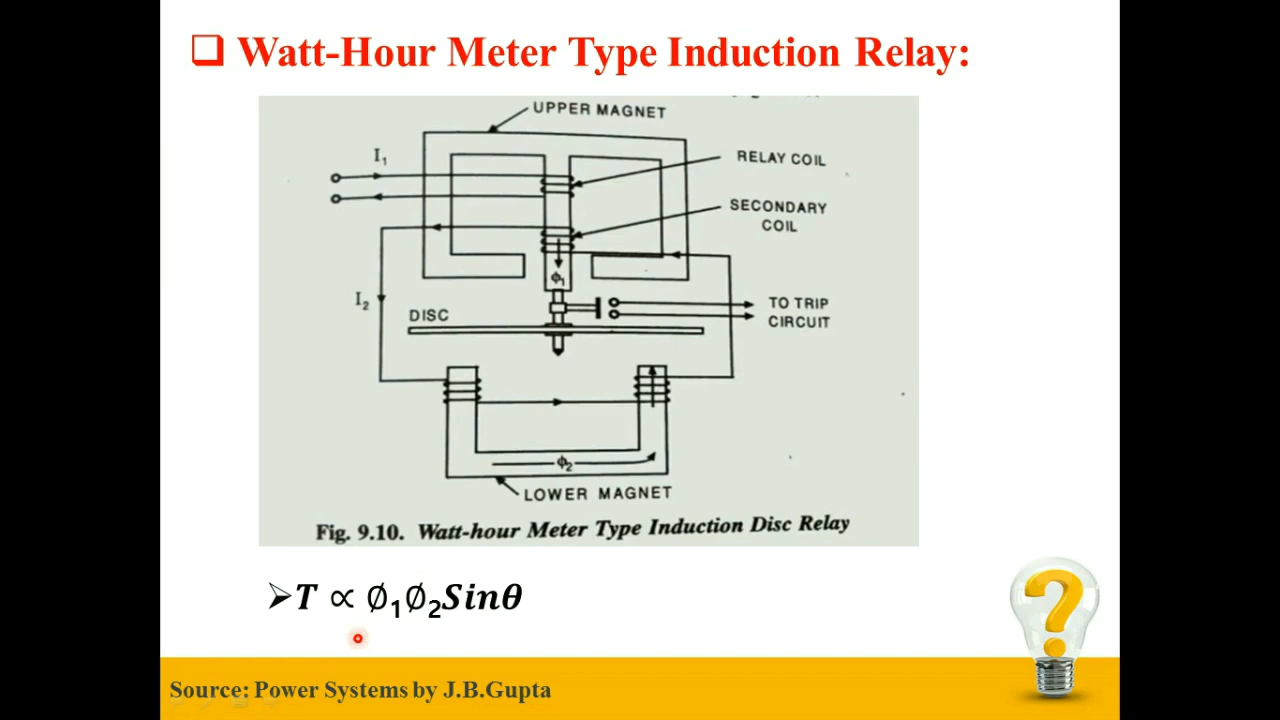 Watt-Hour Meter Type Induction Relay:
UPPER MAGNET
I₁
RELAY COIL
SECONDARY
COIL
ϕ₁
I₂
DISC
TO TRIP
CIRCUIT
ϕ₂
LOWER MAGNET
Fig. 9.10. Watt-hour Meter Type Induction Disc Relay
➢T ∝ ∅₁∅₂Sinθ
?
Source: Power Systems by J.B.Gupta